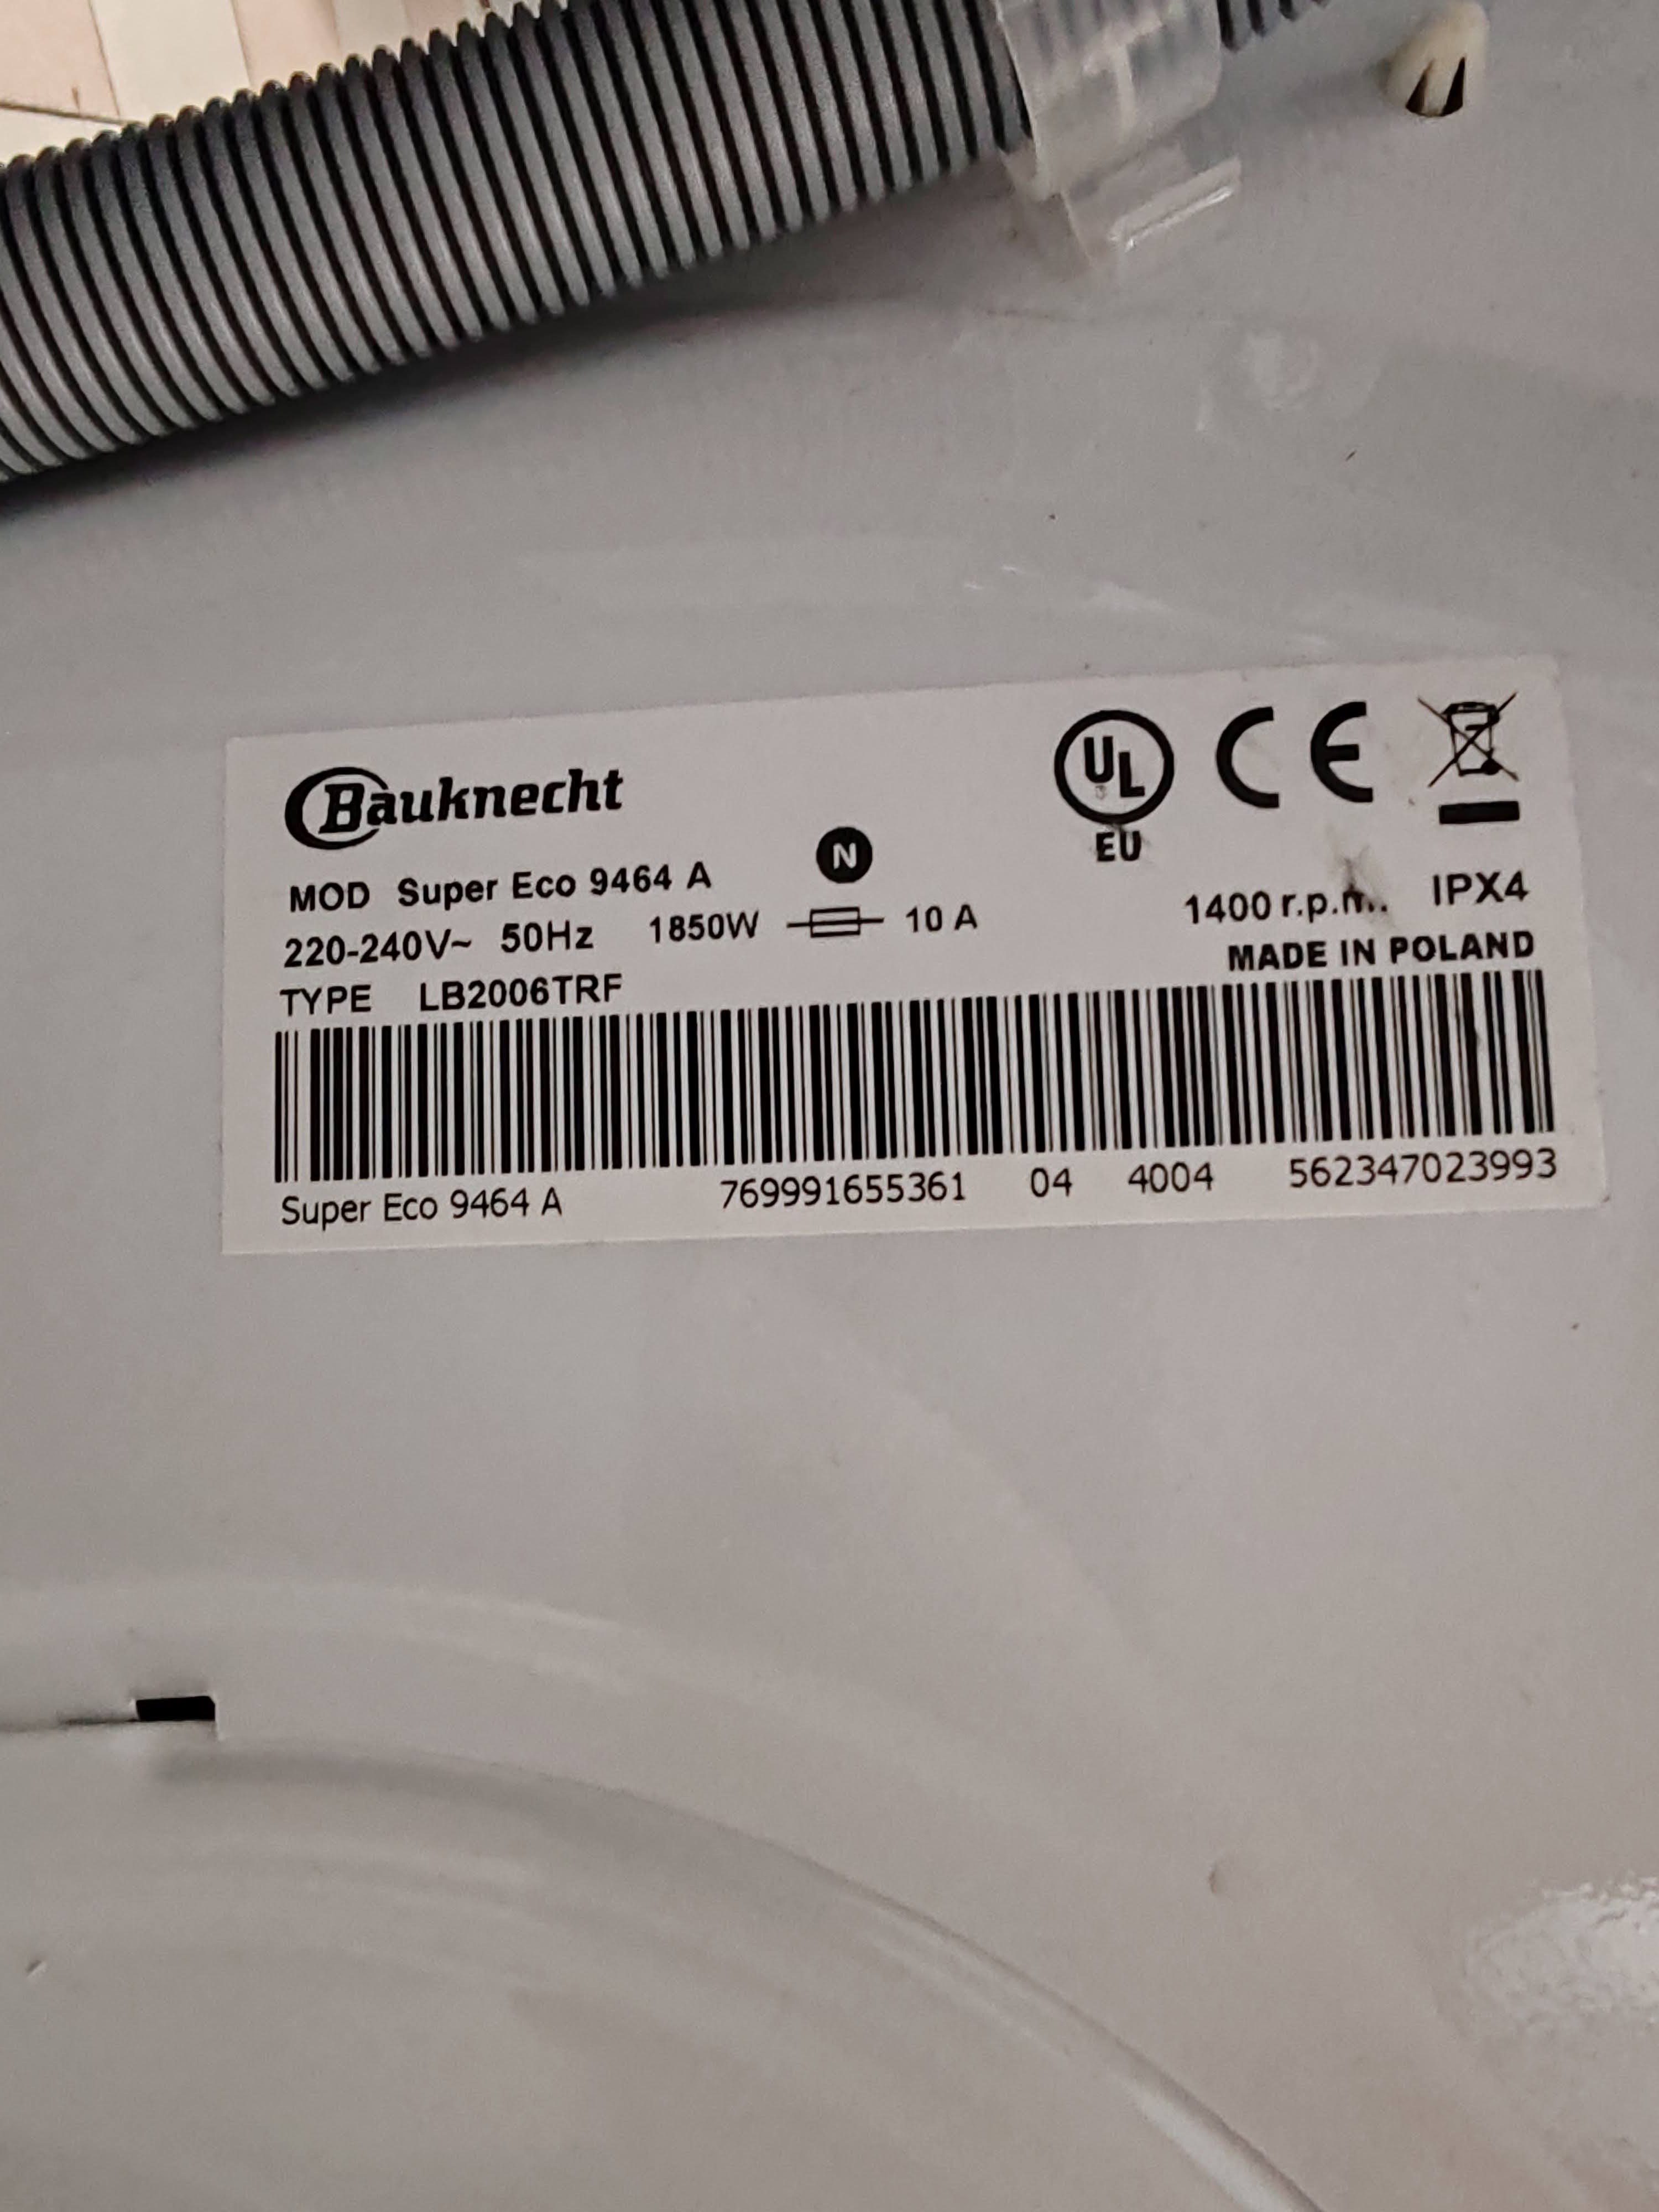 Bauknecht
UL
EU
CE
N
MOD Super Eco 9464 A
220-240V~ 50Hz 1850W 10 A
1400 r.p.m. IPX4
MADE IN POLAND
TYPE LB2006TRF
Super Eco 9464 A 769991655361 04 4004 562347023993